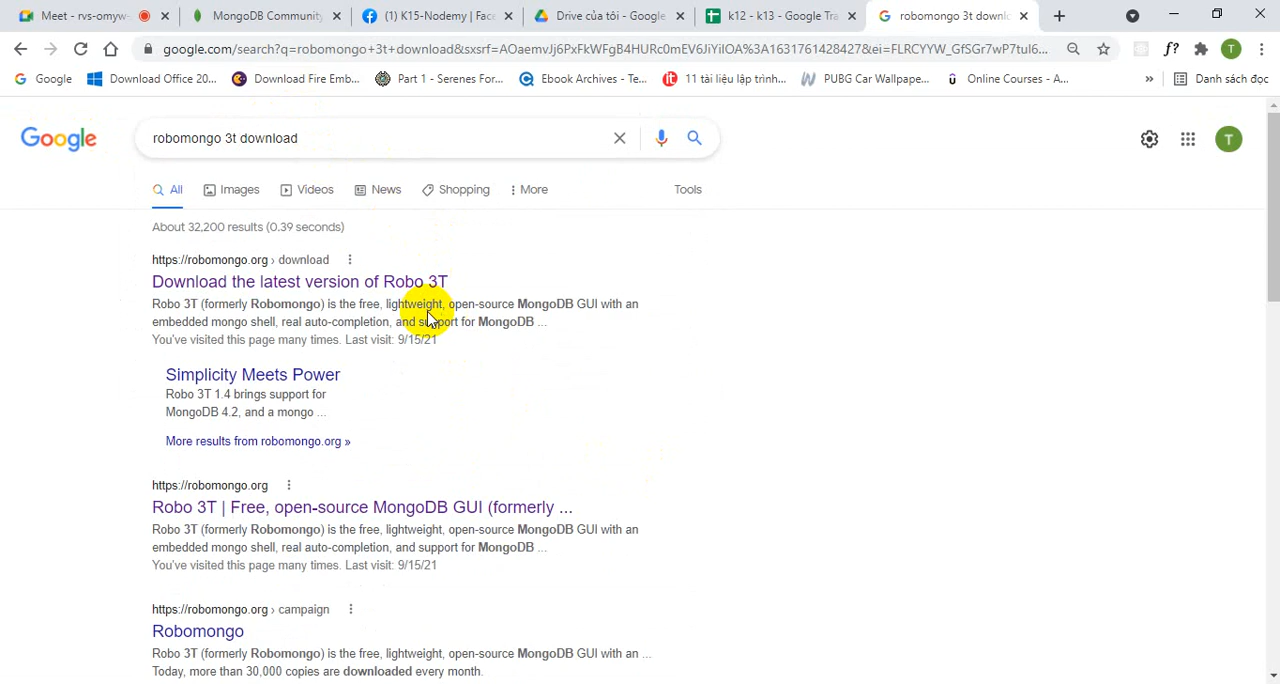 Meet - rvs-omyw-
MongoDB Community
(1) K15-Nodemy | Fac
Drive của tôi - Google
k12 - k13 - Google Tra
robomongo 3t downl
google.com/search?q=robomongo+3t+download&sxsrf=AOaemvJj6PxFkWFgB4HURc0mEV6JiYiIOA%3A1631761428427&ei=FLRCYYW_GfSGr7wP7tul6...
Google
Download Office 20...
Download Fire Emb...
Part 1 - Serenes For...
Ebook Archives - Te...
11 tài liệu lập trình...
PUBG Car Wallpape...
Online Courses - A...
»
Danh sách đọc
Google
robomongo 3t download
T
All
Images
Videos
News
Shopping
More
Tools
About 32,200 results (0.39 seconds)
https://robomongo.org › download
Download the latest version of Robo 3T
Robo 3T (formerly Robomongo) is the free, lightweight, open-source MongoDB GUI with an
embedded mongo shell, real auto-completion, and support for MongoDB ...
You've visited this page many times. Last visit: 9/15/21
Simplicity Meets Power
Robo 3T 1.4 brings support for
MongoDB 4.2, and a mongo ...
More results from robomongo.org »
https://robomongo.org
Robo 3T | Free, open-source MongoDB GUI (formerly ...
Robo 3T (formerly Robomongo) is the free, lightweight, open-source MongoDB GUI with an
embedded mongo shell, real auto-completion, and support for MongoDB ...
You've visited this page many times. Last visit: 9/15/21
https://robomongo.org › campaign
Robomongo
Robo 3T (formerly Robomongo) is the free, lightweight, open-source MongoDB GUI with an ...
Today, more than 30,000 copies are downloaded every month.